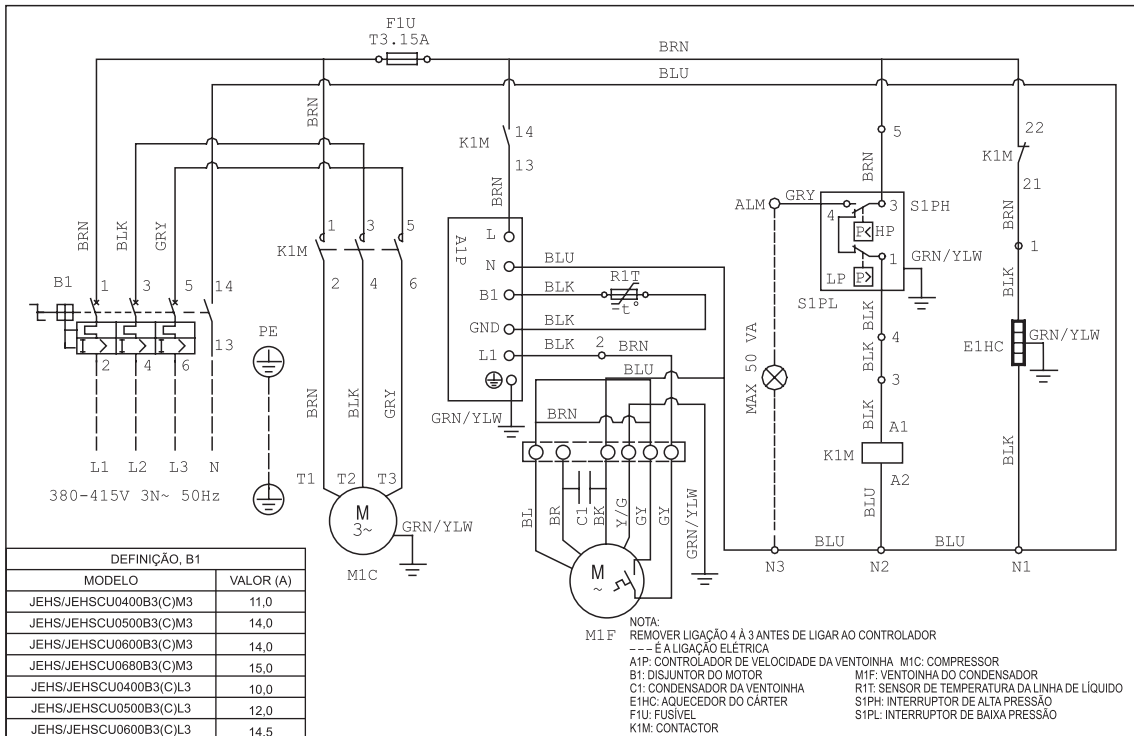 F1U
T3.15A
BRN
BLU
BRN
K1M
14
13
BRN
5
BRN
22
K1M
21
BRN
1
BLK
BRN
BLK
GRY
B1
1
3
5
14
2
4
6
13
K1M
1
3
5
2
4
6
PE
BRN
BLK
GRY
L1
L2
L3
N
380-415V 3N~ 50Hz
T1
T2
T3
M
3~
GRN/YLW
M1C
A1P
L
N
B1
GND
L1
BLU
BLK
R1T
-t°
BLK
BLK
2
BRN
BLU
GRN/YLW
BRN
BL
BR
C1
BK
Y/G
GY
GY
GRN/YLW
M
~
M1F
ALM
GRY
4
3
S1PH
P<
HP
1
LP
P>
S1PL
GRN/YLW
MAX 50 VA
BLK
4
BLK
3
BLK
A1
K1M
A2
BLU
E1HC
GRN/YLW
BLK
BLU
BLU
N3
N2
N1
DEFINIÇÃO, B1
MODELO VALOR (A)
JEHS/JEHSCU0400B3(C)M3 11,0
JEHS/JEHSCU0500B3(C)M3 14,0
JEHS/JEHSCU0600B3(C)M3 14,0
JEHS/JEHSCU0680B3(C)M3 15,0
JEHS/JEHSCU0400B3(C)L3 10,0
JEHS/JEHSCU0500B3(C)L3 12,0
JEHS/JEHSCU0600B3(C)L3 14,5
NOTA:
REMOVER LIGAÇÃO 4 À 3 ANTES DE LIGAR AO CONTROLADOR
--- É A LIGAÇÃO ELÉTRICA
A1P: CONTROLADOR DE VELOCIDADE DA VENTOINHA M1C: COMPRESSOR
B1: DISJUNTOR DO MOTOR M1F: VENTOINHA DO CONDENSADOR
C1: CONDENSADOR DA VENTOINHA R1T: SENSOR DE TEMPERATURA DA LINHA DE LÍQUIDO
E1HC: AQUECEDOR DO CÁRTER S1PH: INTERRUPTOR DE ALTA PRESSÃO
F1U: FUSÍVEL S1PL: INTERRUPTOR DE BAIXA PRESSÃO
K1M: CONTACTOR